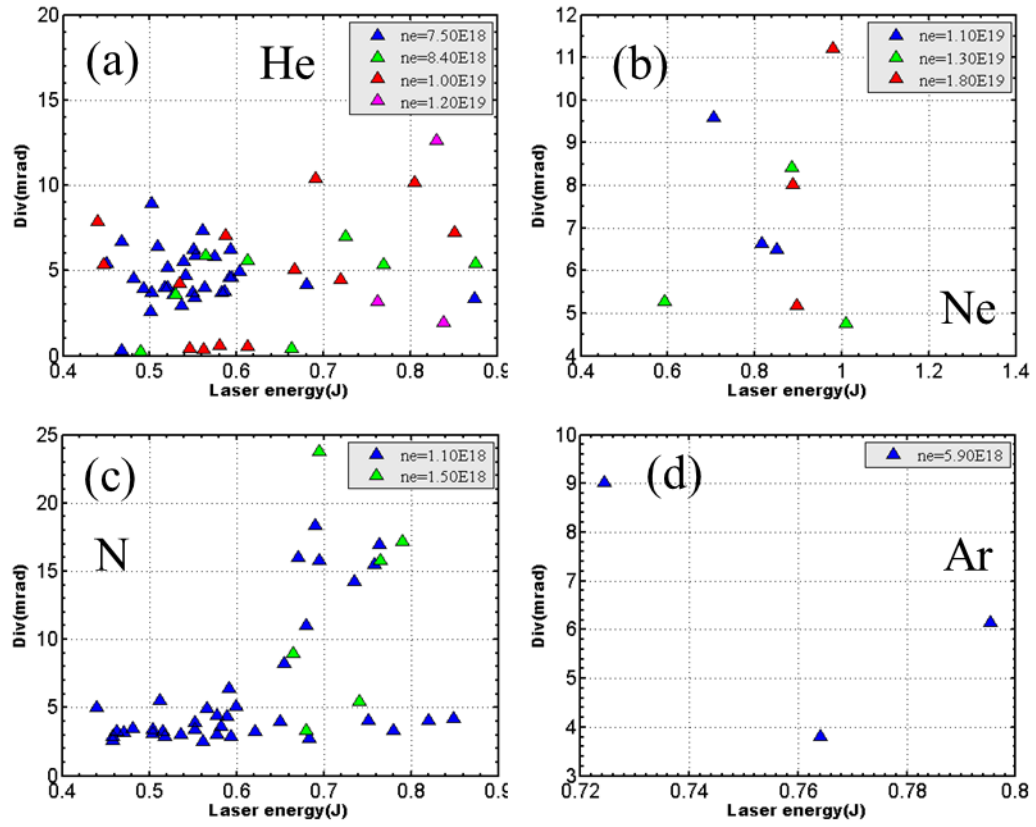 20
15
10
5
0
Div(mrad)
(a)
He
ne=7.50E18
ne=8.40E18
ne=1.00E19
ne=1.20E19
0.4 0.5 0.6 0.7 0.8 0.9
Laser energy(J)
12
11
10
9
8
7
6
5
4
Div(mrad)
(b)
Ne
ne=1.10E19
ne=1.30E19
ne=1.80E19
0.4 0.6 0.8 1 1.2 1.4
Laser energy(J)
25
20
15
10
5
0
Div(mrad)
(c)
N
ne=1.10E18
ne=1.50E18
0.4 0.5 0.6 0.7 0.8 0.9
Laser energy(J)
10
9
8
7
6
5
4
3
Div(mrad)
(d)
Ar
ne=5.90E18
0.72 0.74 0.76 0.78 0.8
Laser energy(J)